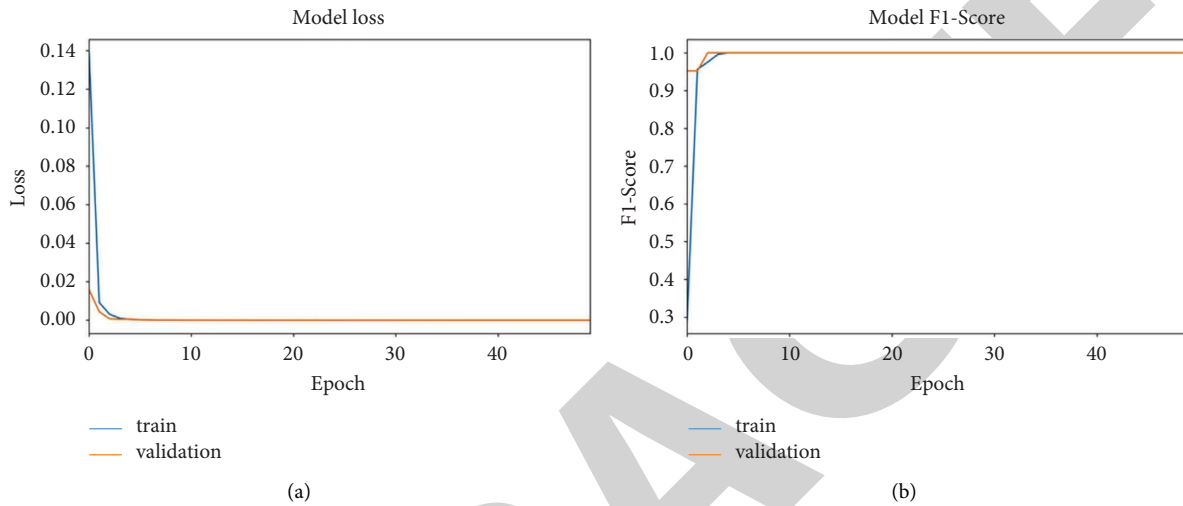 Model loss
0.14
0.12
0.10
0.08
0.06
0.04
0.02
0.00
Loss
0 10 20 30 40
Epoch
train
validation
(a)
Model F1-Score
1.0
0.9
0.8
0.7
0.6
0.5
0.4
0.3
F1-Score
0 10 20 30 40
Epoch
train
validation
(b)